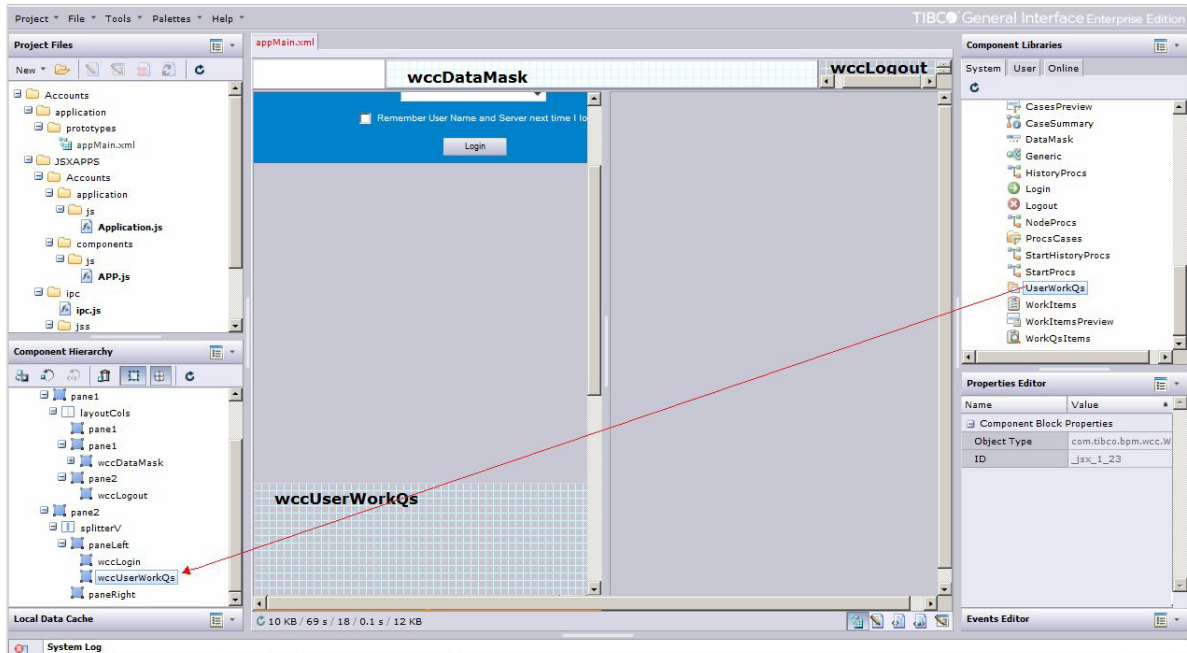 Project File Tools Palettes Help
TIBCO General Interface Enterprise Edition
Project Files
New
Accounts
application
prototypes
appMain.xml
JSXAPPS
Accounts
application
js
Application.js
components
js
APP.js
ipc
ipc.js
jss
Component Hierarchy
pane1
layoutCols
pane1
pane1
wccDataMask
pane2
wccLogout
pane2
splitterV
paneLeft
wccLogin
wccUserWorkQs
paneRight
Local Data Cache
System Log
appMain.xml
wccDataMask
wccLogout
Remember User Name and Server next time I lo
Login
wccUserWorkQs
10 KB / 69 s / 18 / 0.1 s / 12 KB
Component Libraries
System User Online
CasesPreview
CaseSummary
DataMask
Generic
HistoryProcs
Login
Logout
NodeProcs
ProcsCases
StartHistoryProcs
StartProcs
UserWorkQs
WorkItems
WorkItemsPreview
WorkQsItems
Properties Editor
Name Value
Component Block Properties
Object Type com.tibco.bpm.wcc.W
ID _jsx_1_23
Events Editor